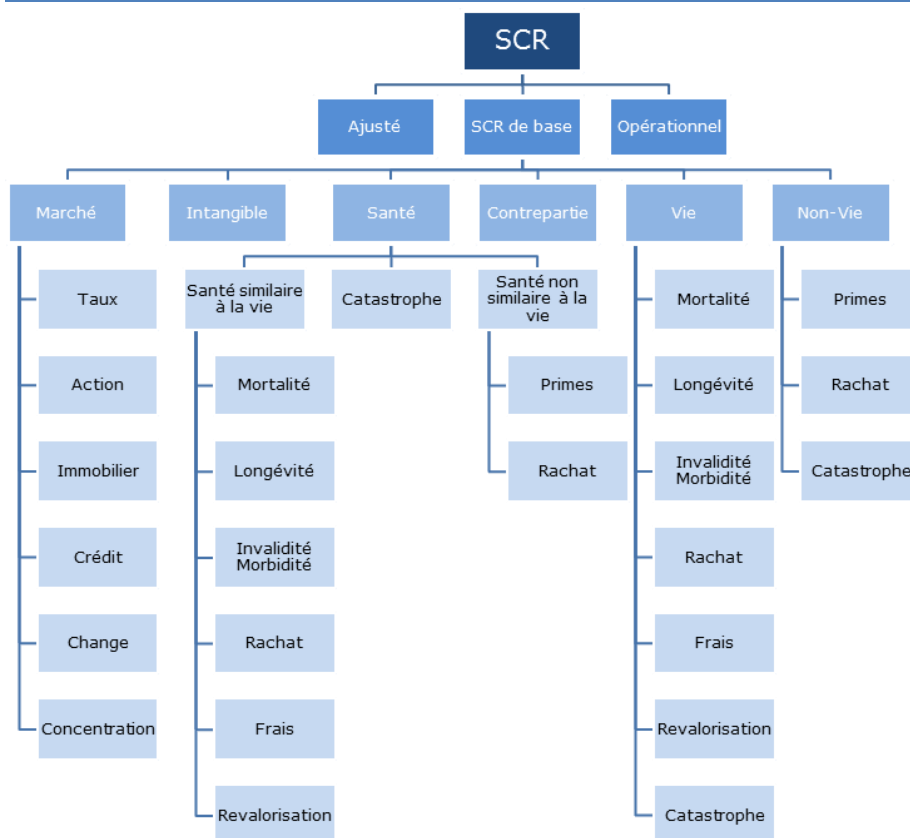 SCR
Ajusté
SCR de base
Opérationnel
Marché
Intangible
Santé
Contrepartie
Vie
Non-Vie
Taux
Action
Immobilier
Crédit
Change
Concentration
Santé similaire
à la vie
Mortalité
Longévité
Invalidité
Morbidité
Rachat
Frais
Revalorisation
Catastrophe
Santé non
similaire à la
vie
Primes
Rachat
Mortalité
Longévité
Invalidité
Morbidité
Rachat
Frais
Revalorisation
Catastrophe
Primes
Rachat
Catastrophe